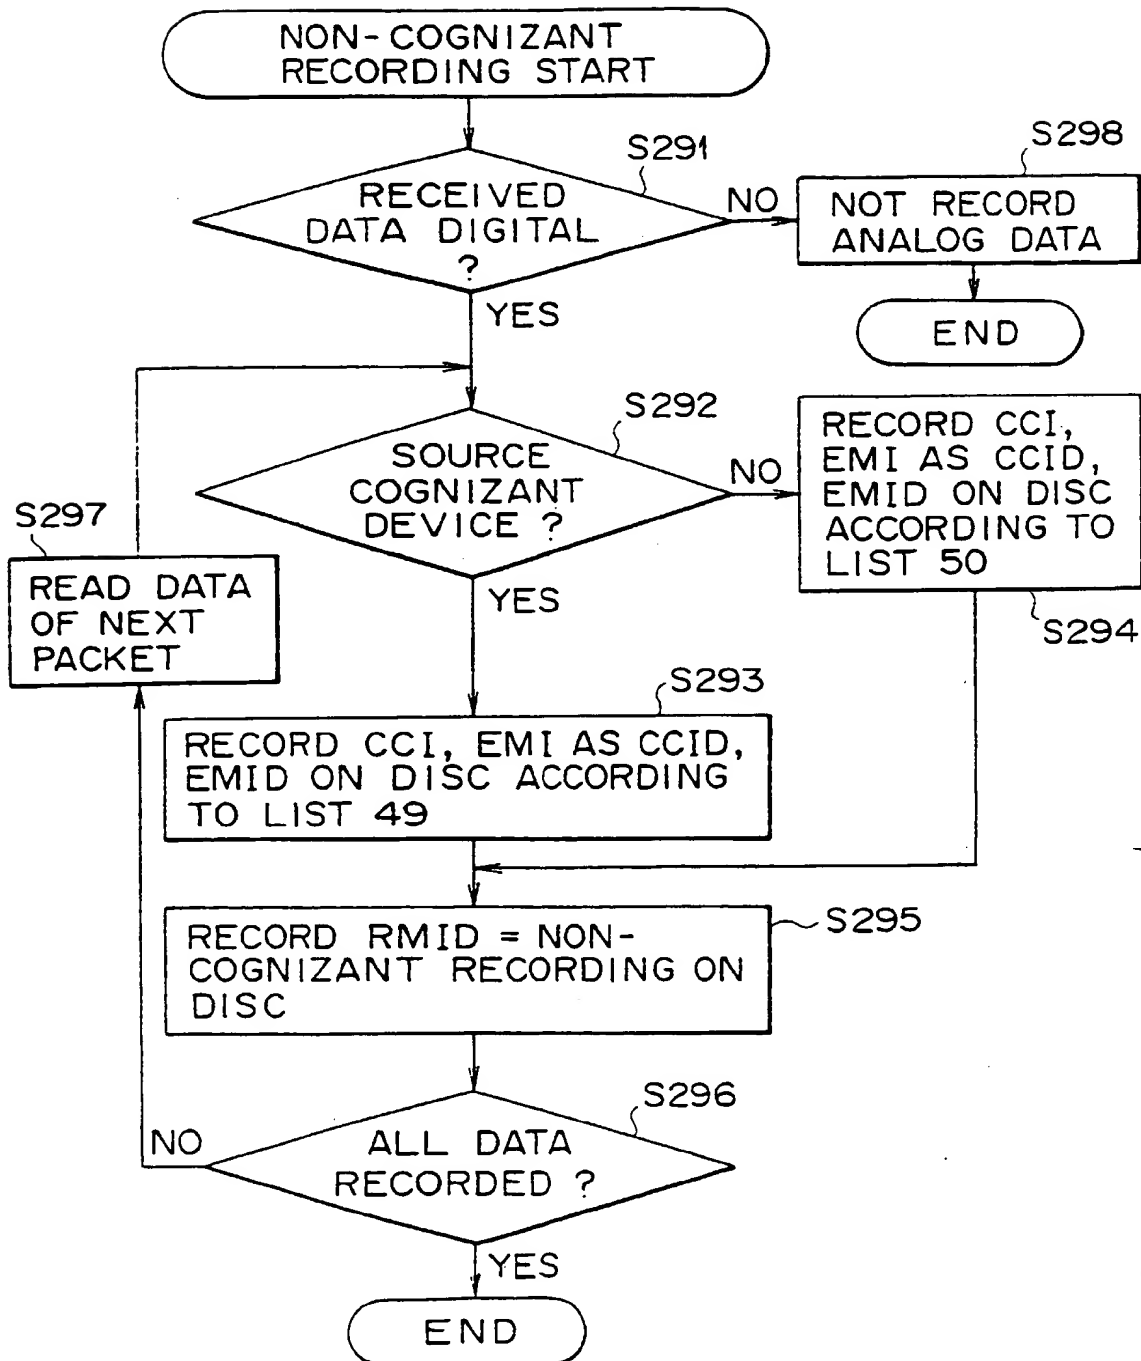 NON-COGNIZANT
RECORDING START
S291
RECEIVED
DATA DIGITAL
?
NO
S298
NOT RECORD
ANALOG DATA
END
YES
S292
SOURCE
COGNIZANT
DEVICE ?
NO
RECORD CCI,
EMI AS CCID,
EMID ON DISC
ACCORDING TO
LIST 50
S294
S297
READ DATA
OF NEXT
PACKET
YES
S293
RECORD CCI, EMI AS CCID,
EMID ON DISC ACCORDING
TO LIST 49
S295
RECORD RMID = NON-
COGNIZANT RECORDING ON
DISC
S296
ALL DATA
RECORDED ?
NO
YES
END